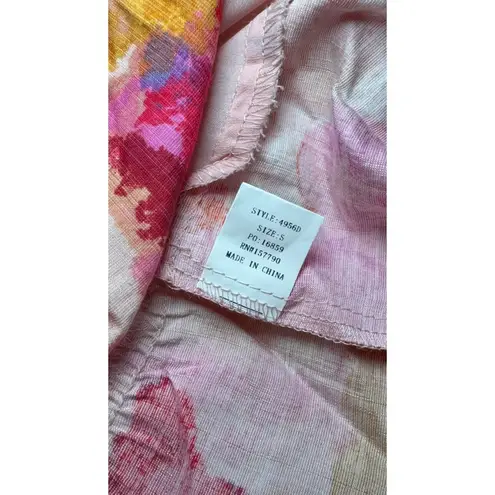 STYLE:4956D
SIZE:S
PO:16859
RN#157790
MADE IN CHINA